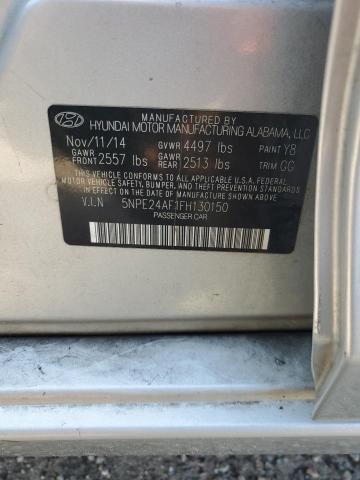 MANUFACTURED BY
HYUNDAI MOTOR MANUFACTURING ALABAMA, LLC
Nov/11/14 GVWR 4497 lbs PAINT Y8
GAWR FRONT 2557 lbs GAWR REAR 2513 lbs TRIM GG
THIS VEHICLE CONFORMS TO ALL APPLICABLE U.S. FEDERAL
MOTOR VEHICLE SAFETY, BUMPER, AND THEFT PREVENTION STANDARDS
IN EFFECT ON THE DATE OF MANUFACTURE SHOWN ABOVE.
V.I.N 5NPE24AF1FH130150
PASSENGER CAR